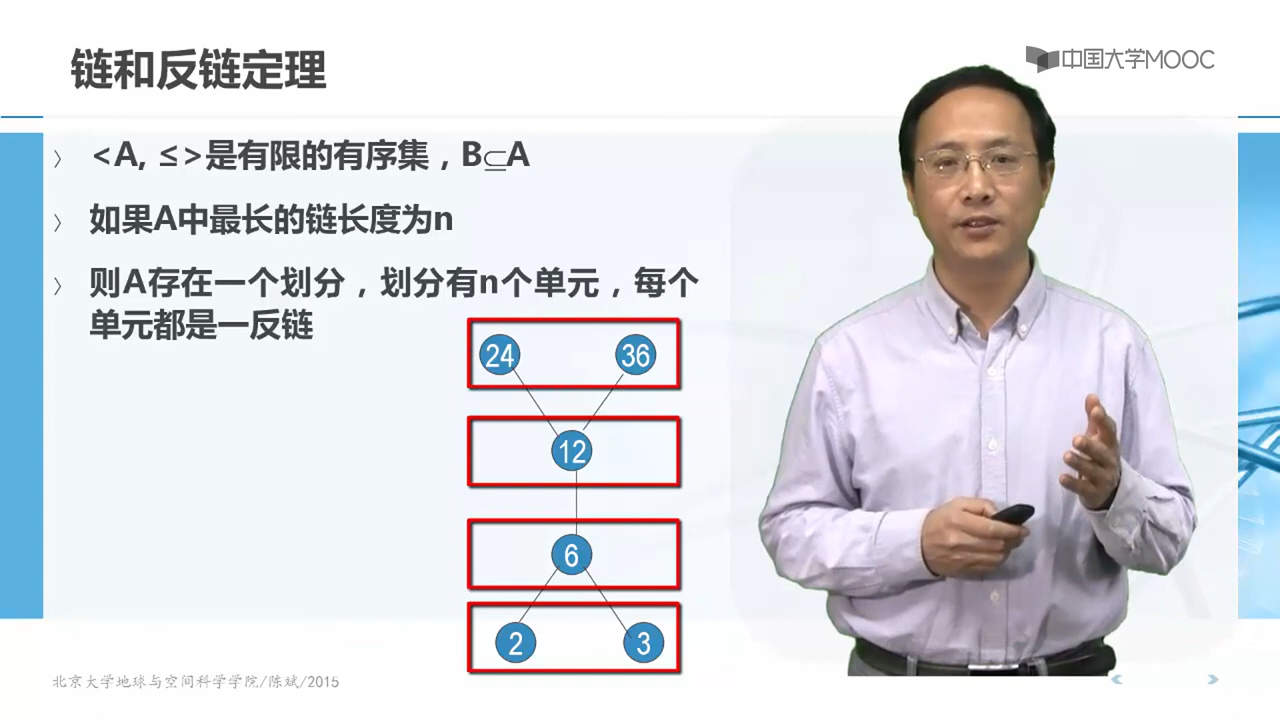 链和反链定理
中国大学MOOC
〉 <A, ≤>是有限的有序集，B⊆A
〉 如果A中最长的链长度为n
〉 则A存在一个划分，划分有n个单元，每个
单元都是一反链
24 36
12
6
2 3
北京大学地球与空间科学学院/陈斌/2015